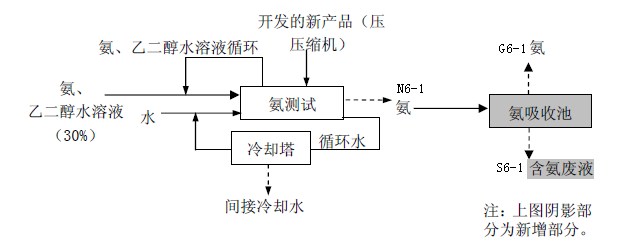 开发的新产品（压
压缩机）
氨、乙二醇水溶液循环
G6-1 氨
氨、
乙二醇水溶液
（30%）
水
氨测试
N6-1
氨
氨吸收池
冷却塔
循环水
S6-1 含氨废液
间接冷却水
注：上图阴影部
分为新增部分。